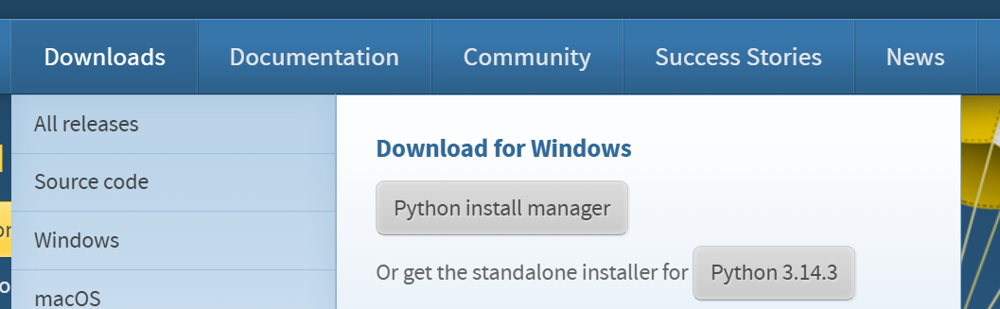 Downloads Documentation Community Success Stories News
All releases
Source code
Windows
macOS
Download for Windows
Python install manager
Or get the standalone installer for Python 3.14.3